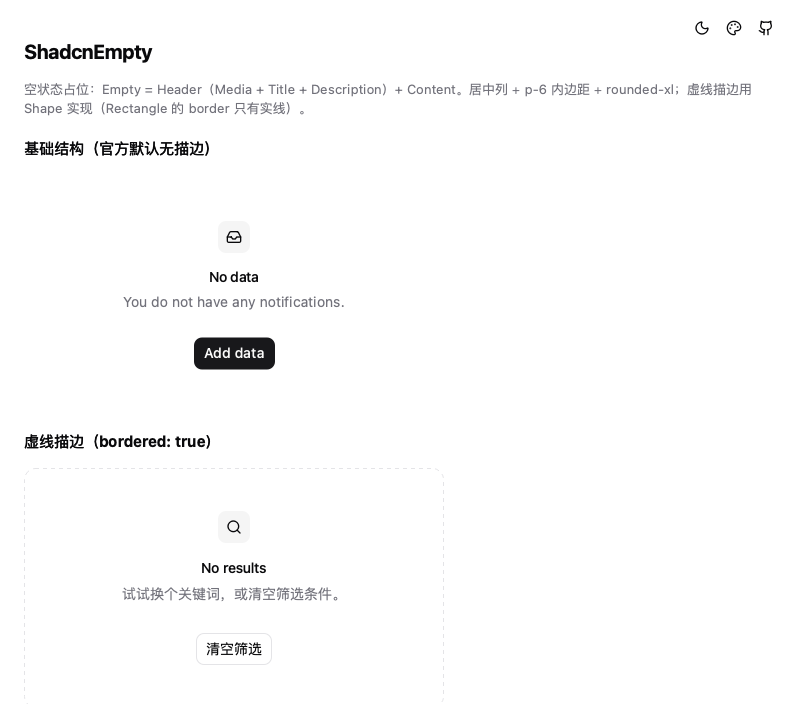 ShadcnEmpty
空状态占位：Empty = Header（Media + Title + Description）+ Content。居中列 + p-6 内边距 + rounded-xl；虚线描边用
Shape 实现（Rectangle 的 border 只有实线）。
基础结构（官方默认无描边）
No data
You do not have any notifications.
Add data
虚线描边（bordered: true）
No results
试试换个关键词，或清空筛选条件。
清空筛选